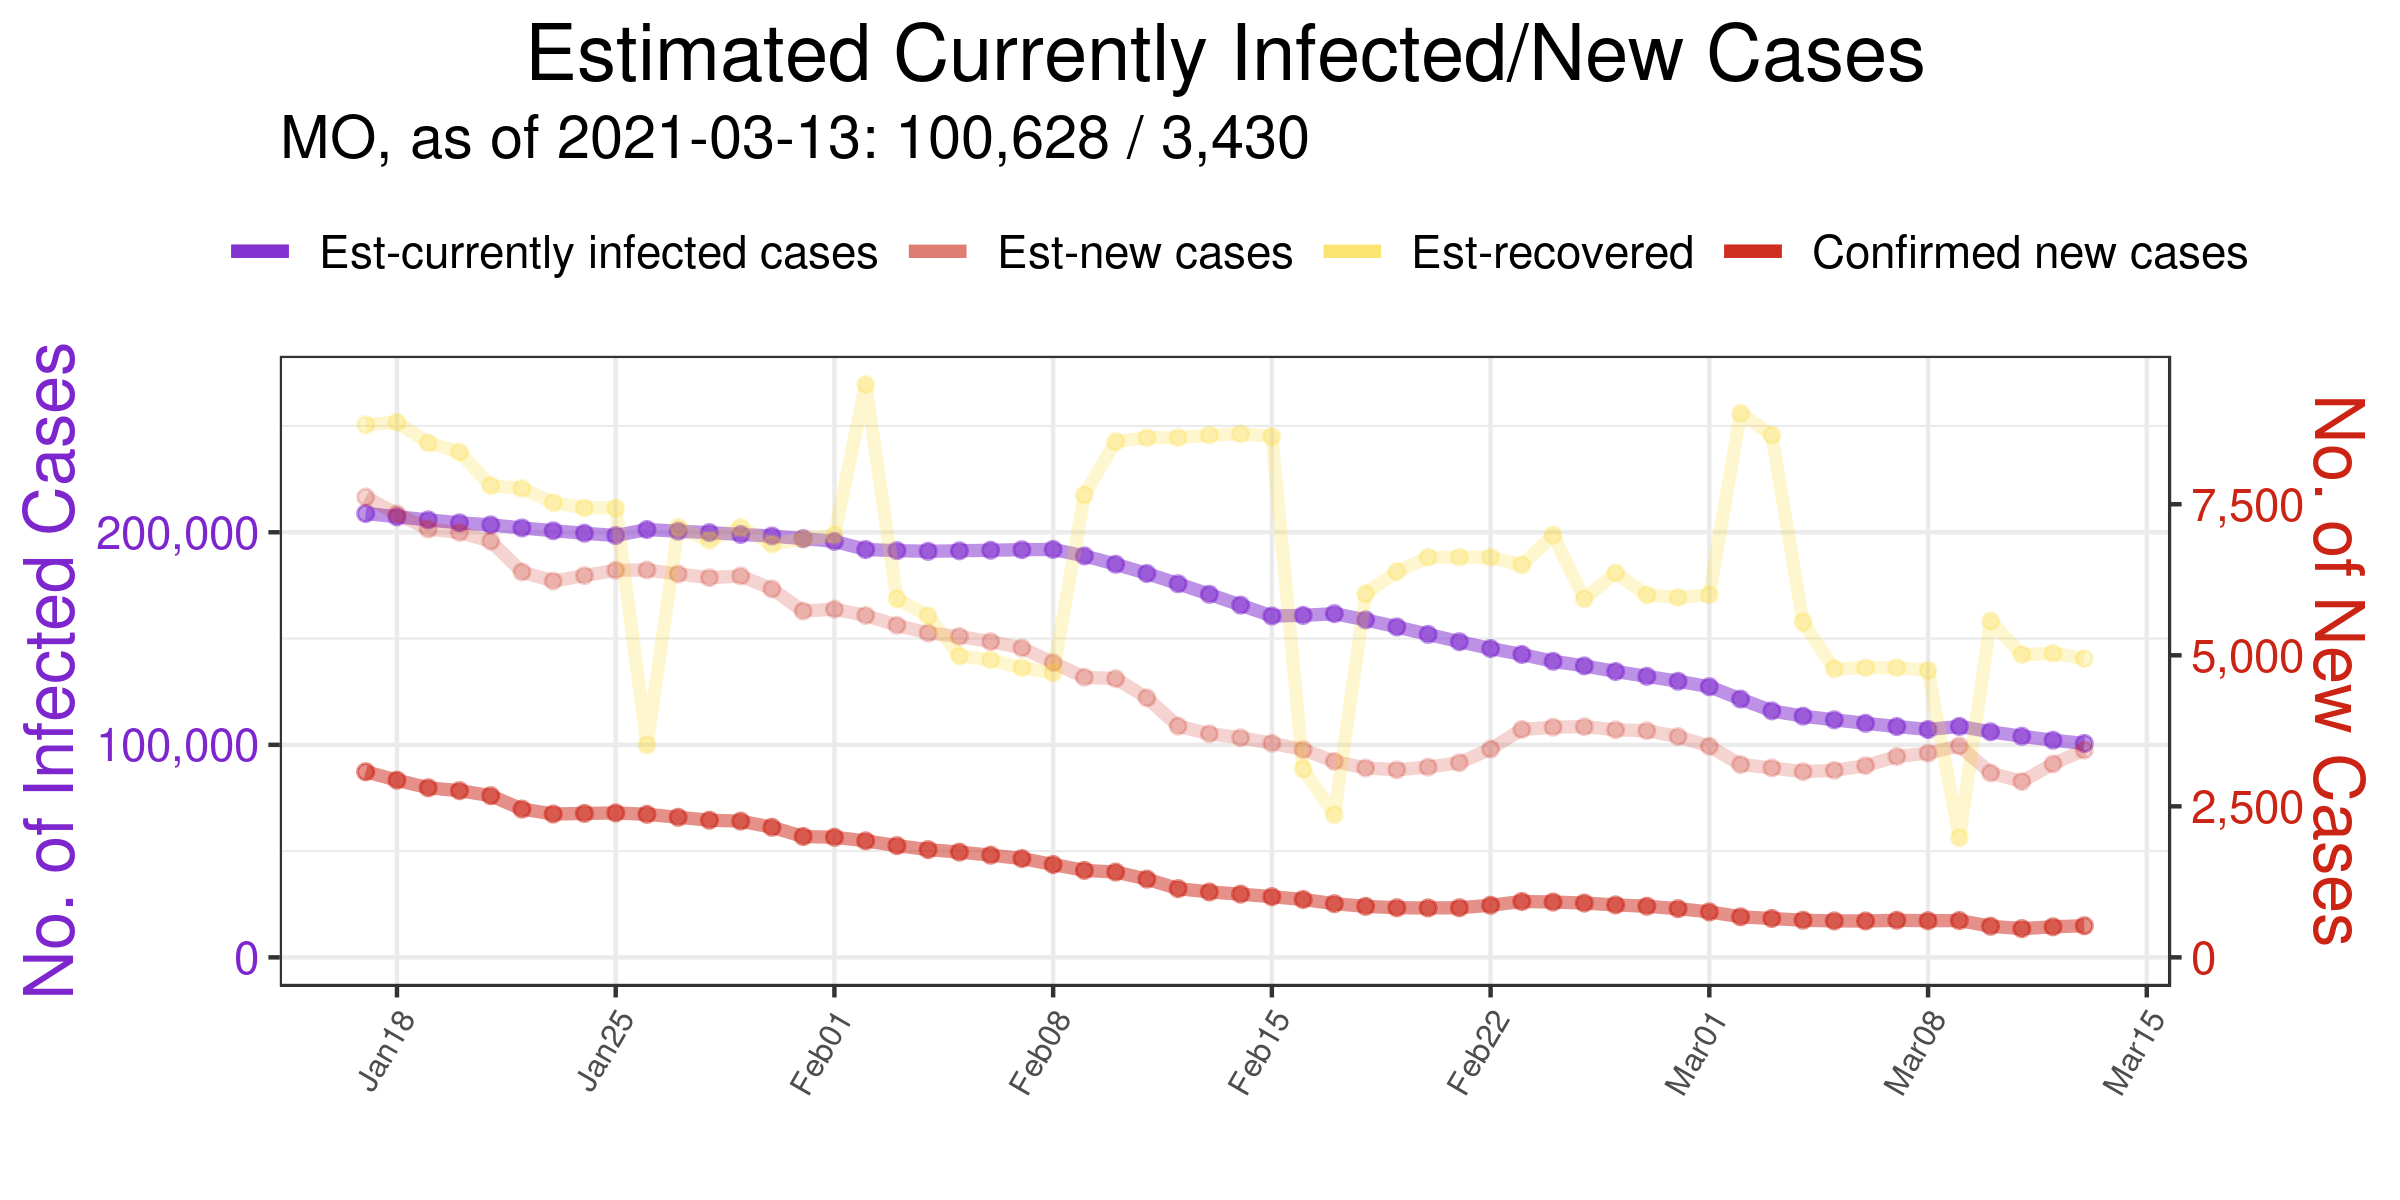 Estimated Currently Infected/New Cases
MO, as of 2021-03-13: 100,628 / 3,430
Est-currently infected cases Est-new cases Est-recovered Confirmed new cases
No. of Infected Cases
200,000
100,000
0
7,500
5,000
2,500
0
No. of New Cases
Jan18 Jan25 Feb01 Feb08 Feb15 Feb22 Mar01 Mar08 Mar15